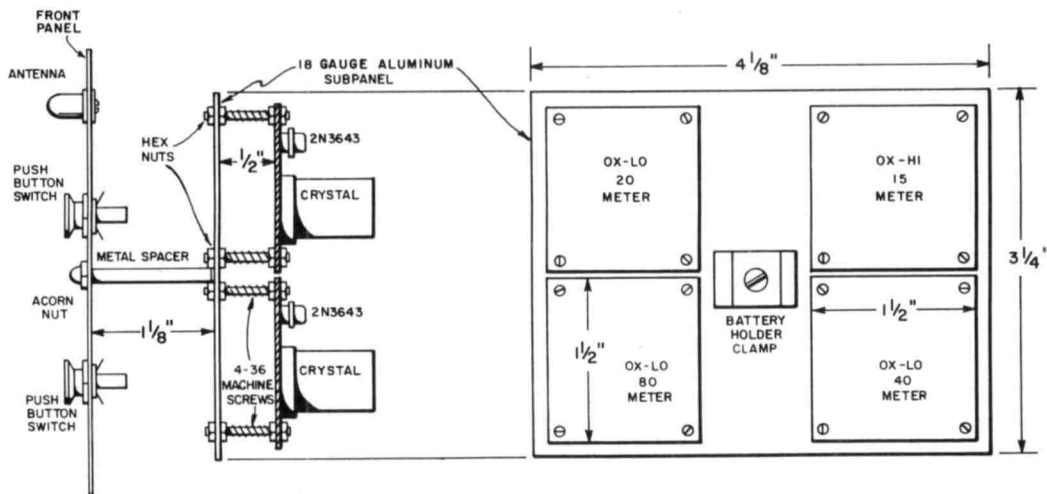 FRONT
PANEL
ANTENNA
18 GAUGE ALUMINUM
SUBPANEL
4 1/8"
HEX
NUTS
2N3643
1/2"
PUSH
BUTTON
SWITCH
CRYSTAL
METAL SPACER
ACORN
NUT
1 1/8"
2N3643
4-36
MACHINE
SCREWS
CRYSTAL
PUSH
BUTTON
SWITCH
OX-LO
20
METER
OX-HI
15
METER
3 1/4"
BATTERY
HOLDER
CLAMP
1 1/2"
1 1/2"
OX-LO
80
METER
OX-LO
40
METER